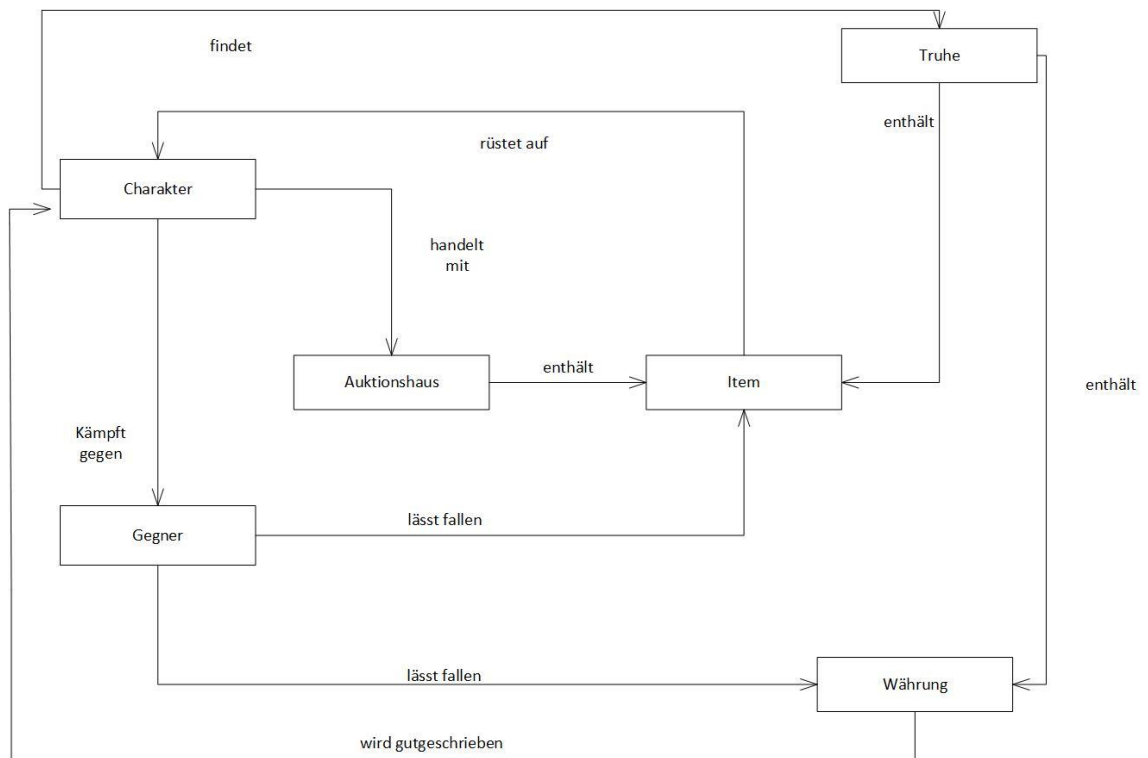 findet
Truhe
enthält
rüstet auf
Charakter
handelt
mit
enthält
Auktionshaus
Item
enthält
Kämpft
gegen
lässt fallen
Gegner
lässt fallen
Währung
wird gutgeschrieben